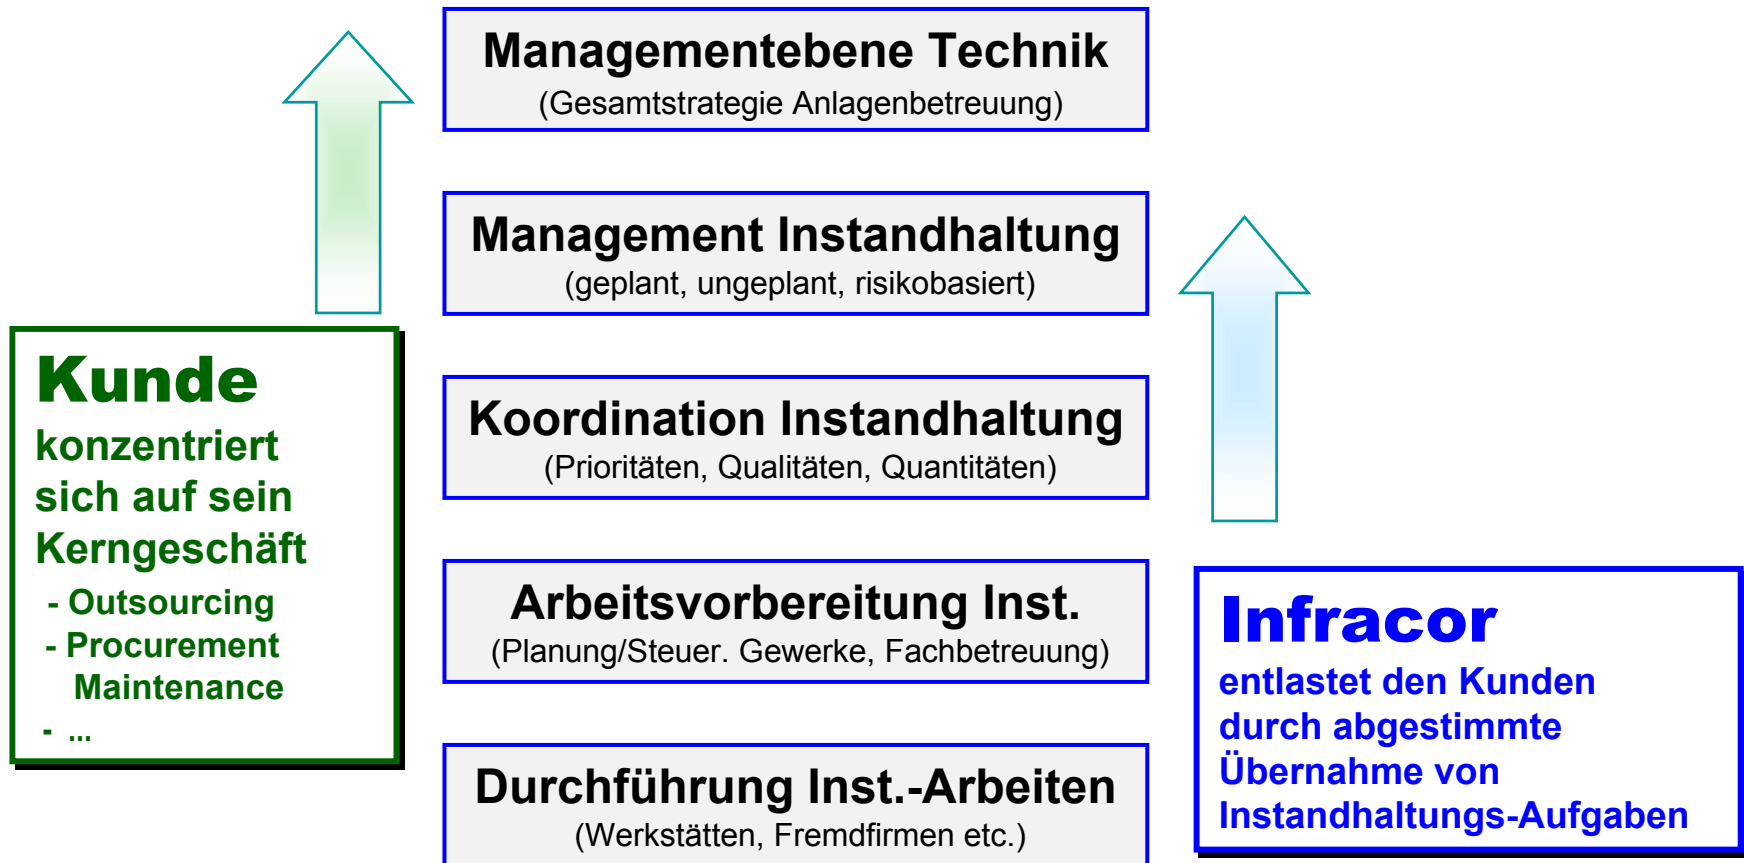 Managementebene Technik
(Gesamtstrategie Anlagenbetreuung)
Management Instandhaltung
(geplant, ungeplant, risikobasiert)
Koordination Instandhaltung
(Prioritäten, Qualitäten, Quantitäten)
Arbeitsvorbereitung Inst.
(Planung/Steuer. Gewerke, Fachbetreuung)
Durchführung Inst.-Arbeiten
(Werkstätten, Fremdfirmen etc.)
Kunde
konzentriert
sich auf sein
Kerngeschäft
- Outsourcing
- Procurement
Maintenance
- ...
Infracor
entlastet den Kunden
durch abgestimmte
Übernahme von
Instandhaltungs-Aufgaben